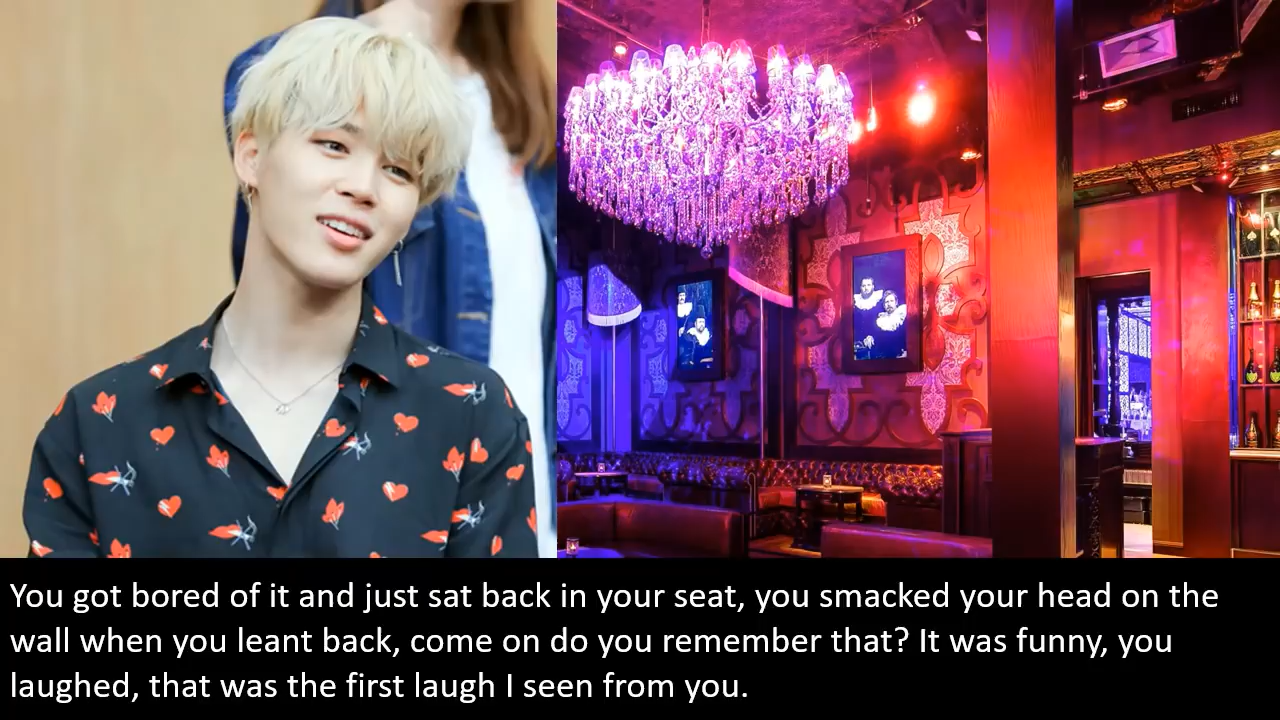 You got bored of it and just sat back in your seat, you smacked your head on the
wall when you leant back, come on do you remember that? It was funny, you
laughed, that was the first laugh I seen from you.